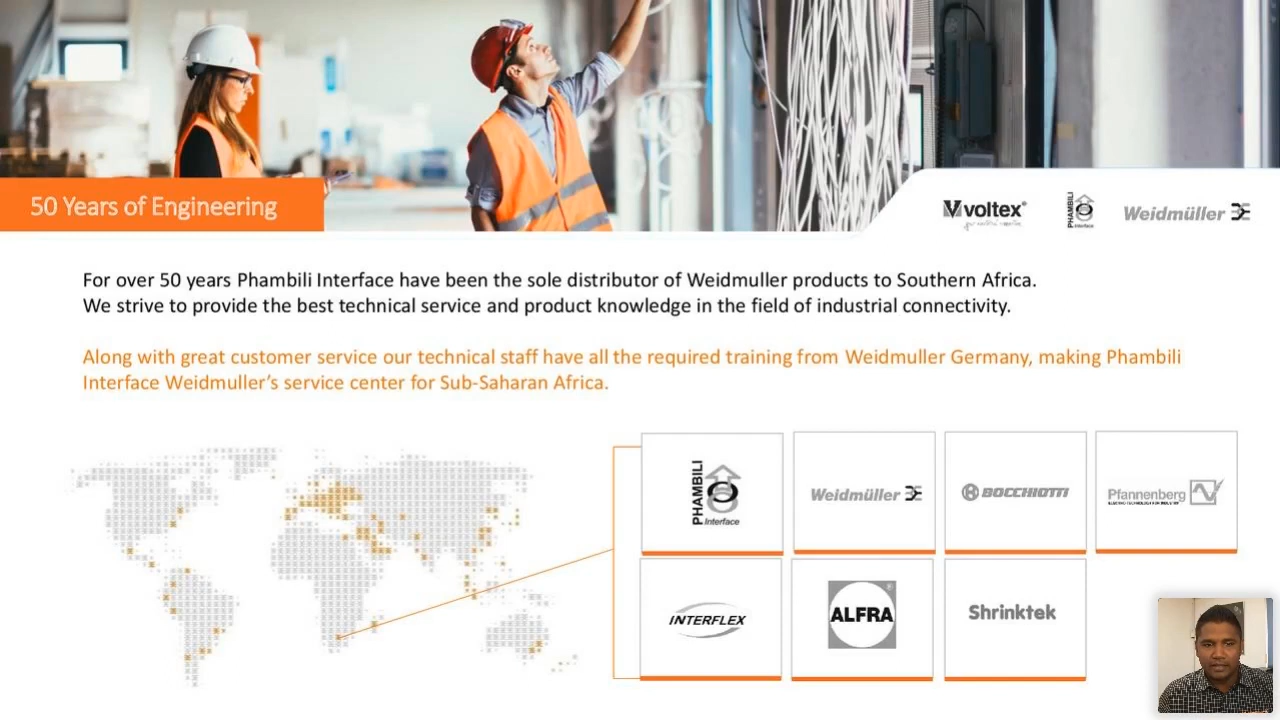 50 Years of Engineering
voltex
PHAMBILI
Interface
Weidmüller
For over 50 years Phambili Interface have been the sole distributor of Weidmuller products to Southern Africa.
We strive to provide the best technical service and product knowledge in the field of industrial connectivity.
Along with great customer service our technical staff have all the required training from Weidmuller Germany, making Phambili
Interface Weidmuller's service center for Sub-Saharan Africa.
PHAMBILI
Interface
Weidmüller
BOCCHIOTTI
Pfannenberg
INTERFLEX
ALFRA
Shrinktek